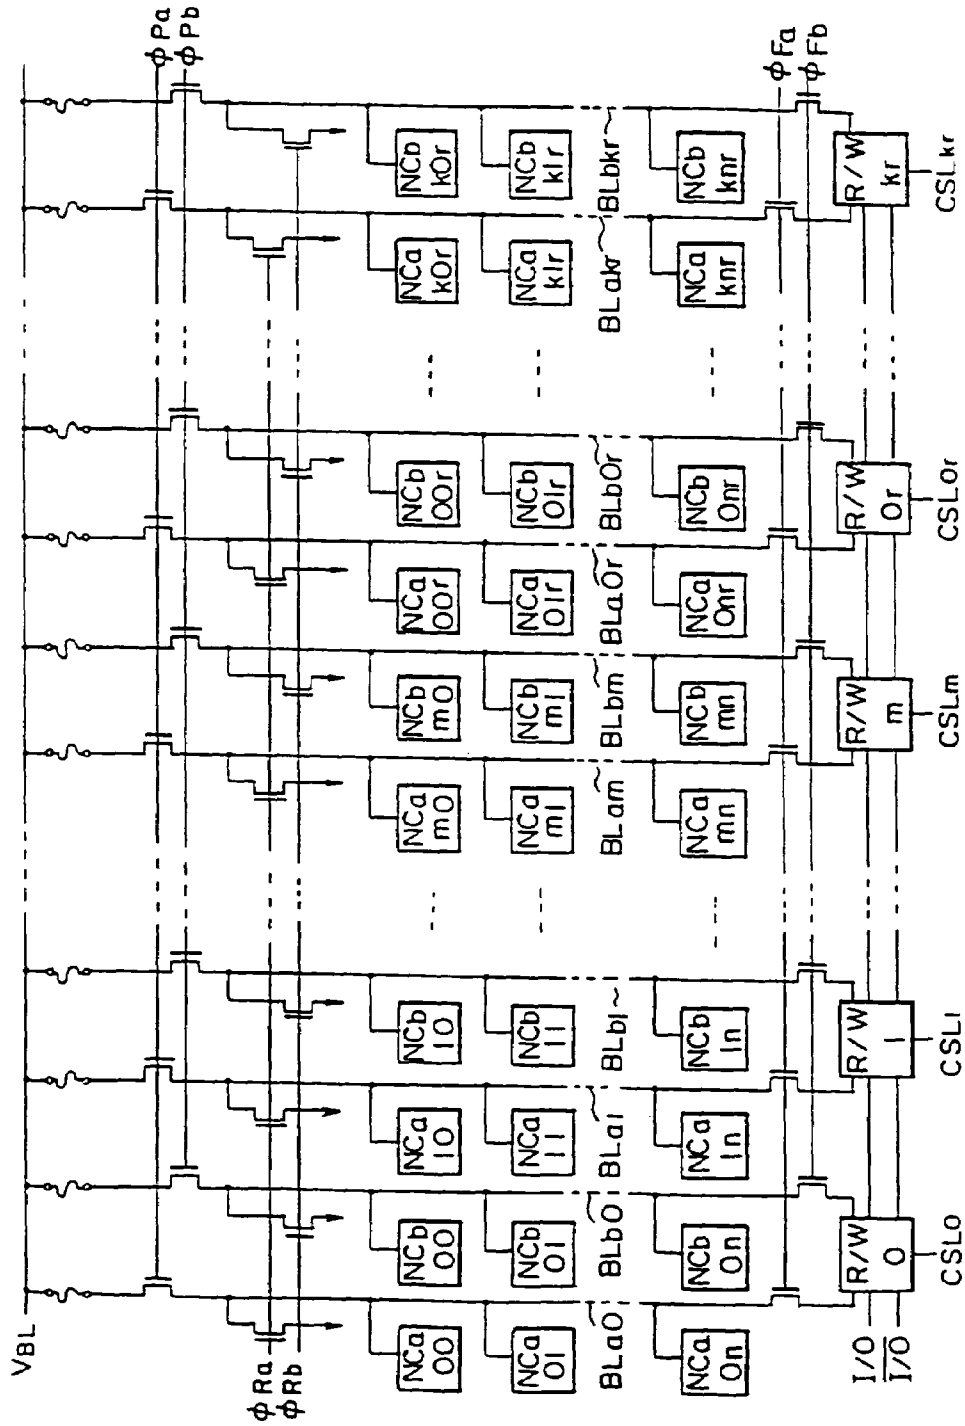 VBL
φPa
φPb
φRa
φRb
NCa
00
NCb
00
NCa
10
NCb
10
NCa
m0
NCb
m0
NCa
00r
NCb
00r
NCa
k0r
NCb
k0r
NCa
01
NCb
01
NCa
11
NCb
11
NCa
m1
NCb
m1
NCa
01r
NCb
01r
NCa
k1r
NCb
k1r
BLa0
BLb0
BLa1
BLb1
BLam
BLbm
BLa0r
BLb0r
BLakr
BLbkr
NCa
0n
NCb
0n
NCa
1n
NCb
1n
NCa
mn
NCb
mn
NCa
0nr
NCb
0nr
NCa
knr
NCb
knr
φFa
φFb
I/O
I/O
R/W
0
R/W
1
R/W
m
R/W
0r
R/W
kr
CSL0
CSL1
CSLm
CSL0r
CSLkr